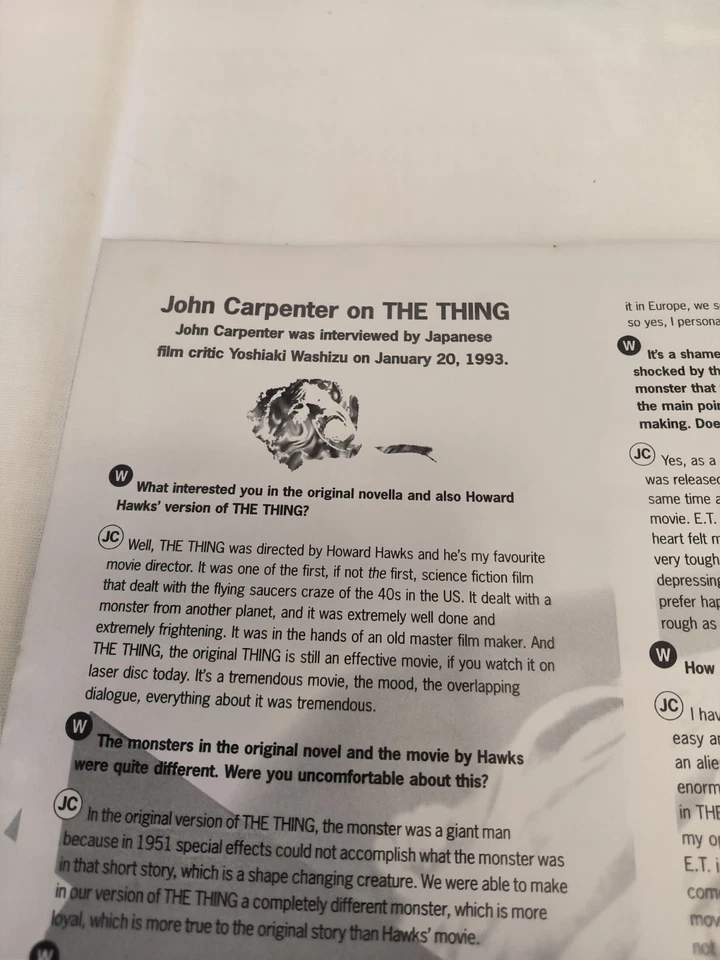 John Carpenter on THE THING
John Carpenter was interviewed by Japanese
film critic Yoshiaki Washizu on January 20, 1993.
W What interested you in the original novella and also Howard
Hawks' version of THE THING?
JC Well, THE THING was directed by Howard Hawks and he's my favourite
movie director. It was one of the first, if not the first, science fiction film
that dealt with the flying saucers craze of the 40s in the US. It dealt with a
monster from another planet, and it was extremely well done and
extremely frightening. It was in the hands of an old master film maker. And
THE THING, the original THING is still an effective movie, if you watch it on
laser disc today. It's a tremendous movie, the mood, the overlapping
dialogue, everything about it was tremendous.
W The monsters in the original novel and the movie by Hawks
were quite different. Were you uncomfortable about this?
JC In the original version of THE THING, the monster was a giant man
because in 1951 special effects could not accomplish what the monster was
in that short story, which is a shape changing creature. We were able to make
in our version of THE THING a completely different monster, which is more
loyal, which is more true to the original story than Hawks' movie.
W
it in Europe, we s
so yes, I persona
W It's a shame
shocked by th
monster that
the main poi
making. Doe
JC Yes, as a
was release
same time a
movie. E.T.
heart felt m
very tough
depressing
prefer hap
rough as
W How
JC I hav
easy a
an alie
enorm
in THE
my o
E.T. i
com
mov
not